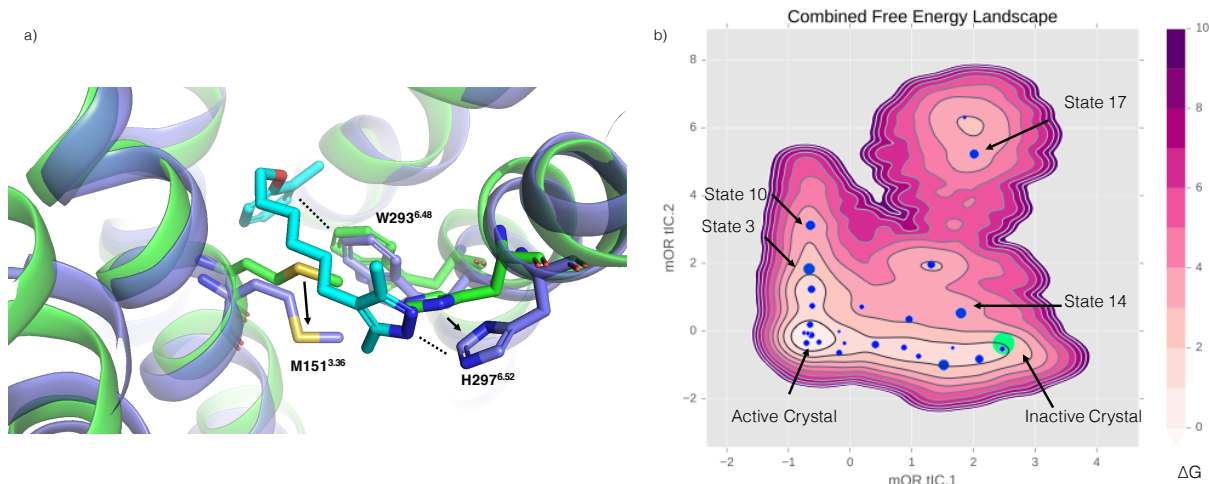 a)
W293^6.48
M151^3.36
H297^6.52
b)
Combined Free Energy Landscape
mOR tIC.2
8
6
4
2
0
−2
State 17
State 10
State 3
State 14
Active Crystal
Inactive Crystal
−2 −1 0 1 2 3 4
mOR tIC.1
10
8
6
4
2
0
ΔG